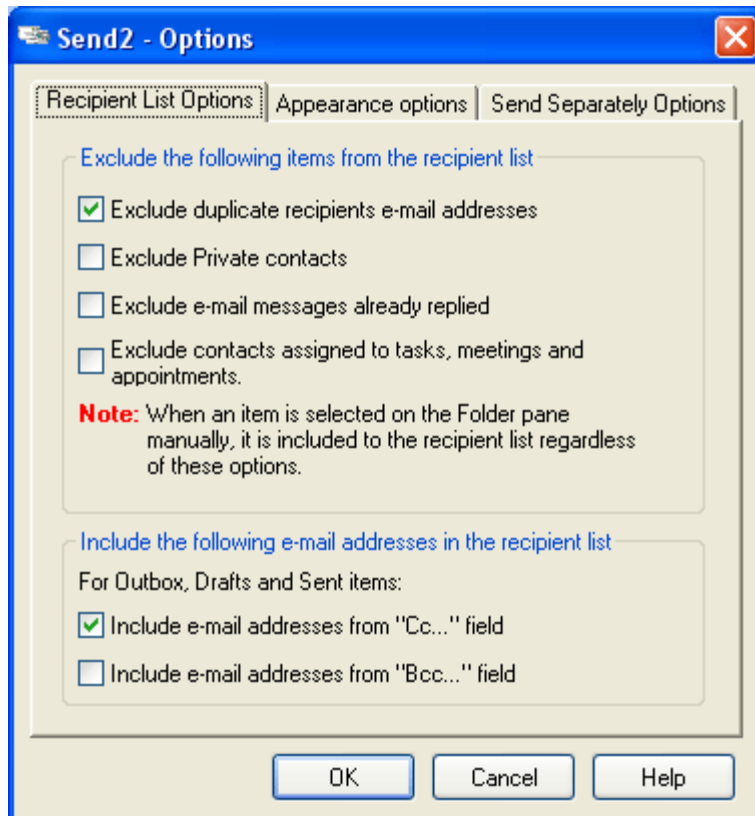 Send2 - Options
Recipient List Options
Appearance options
Send Separately Options
Exclude the following items from the recipient list
Exclude duplicate recipients e-mail addresses
Exclude Private contacts
Exclude e-mail messages already replied
Exclude contacts assigned to tasks, meetings and
appointments.
Note: When an item is selected on the Folder pane
manually, it is included to the recipient list regardless
of these options.
Include the following e-mail addresses in the recipient list
For Outbox, Drafts and Sent items:
Include e-mail addresses from "Cc..." field
Include e-mail addresses from "Bcc..." field
OK
Cancel
Help